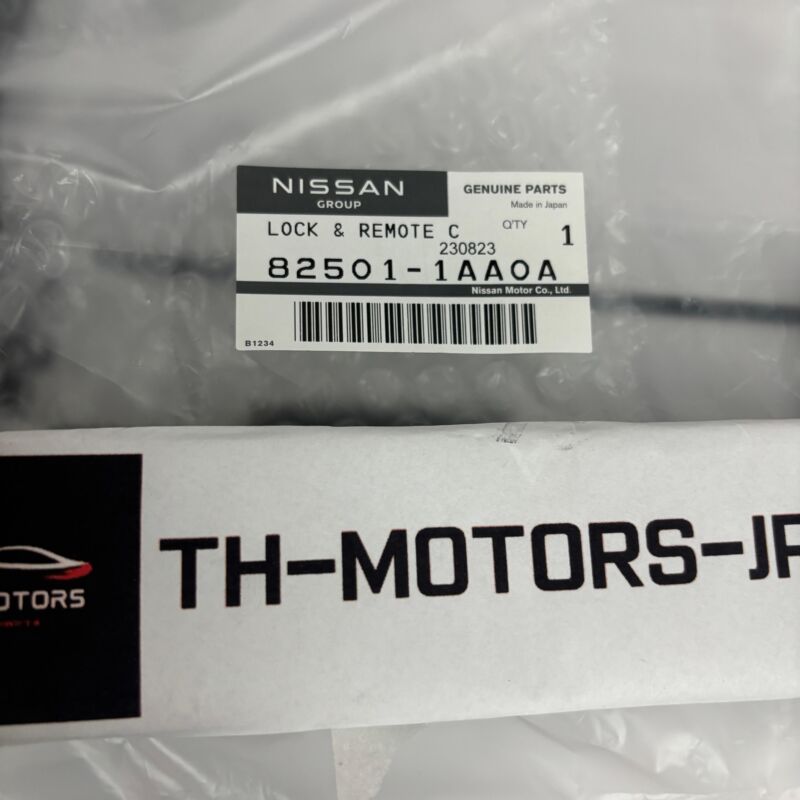 NISSAN
GROUP
GENUINE PARTS
Made in Japan
LOCK & REMOTE C
Q'TY 1
230823
82501-1AA0A
Nissan Motor Co., Ltd.
B1234
OTORS
TH-MOTORS-JP